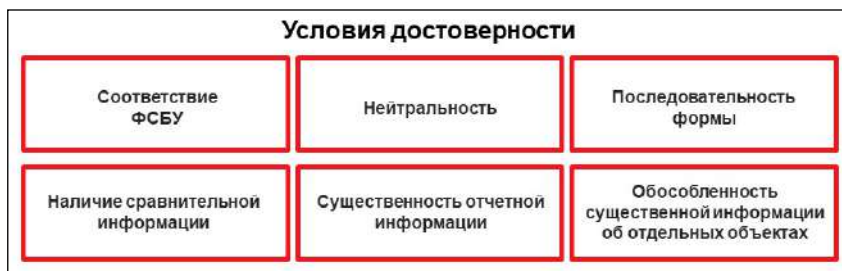 Условия достоверности
Соответствие
ФСБУ
Нейтральность
Последовательность
формы
Наличие сравнительной
информации
Существенность отчетной
информации
Обособленность
существенной информации
об отдельных объектах